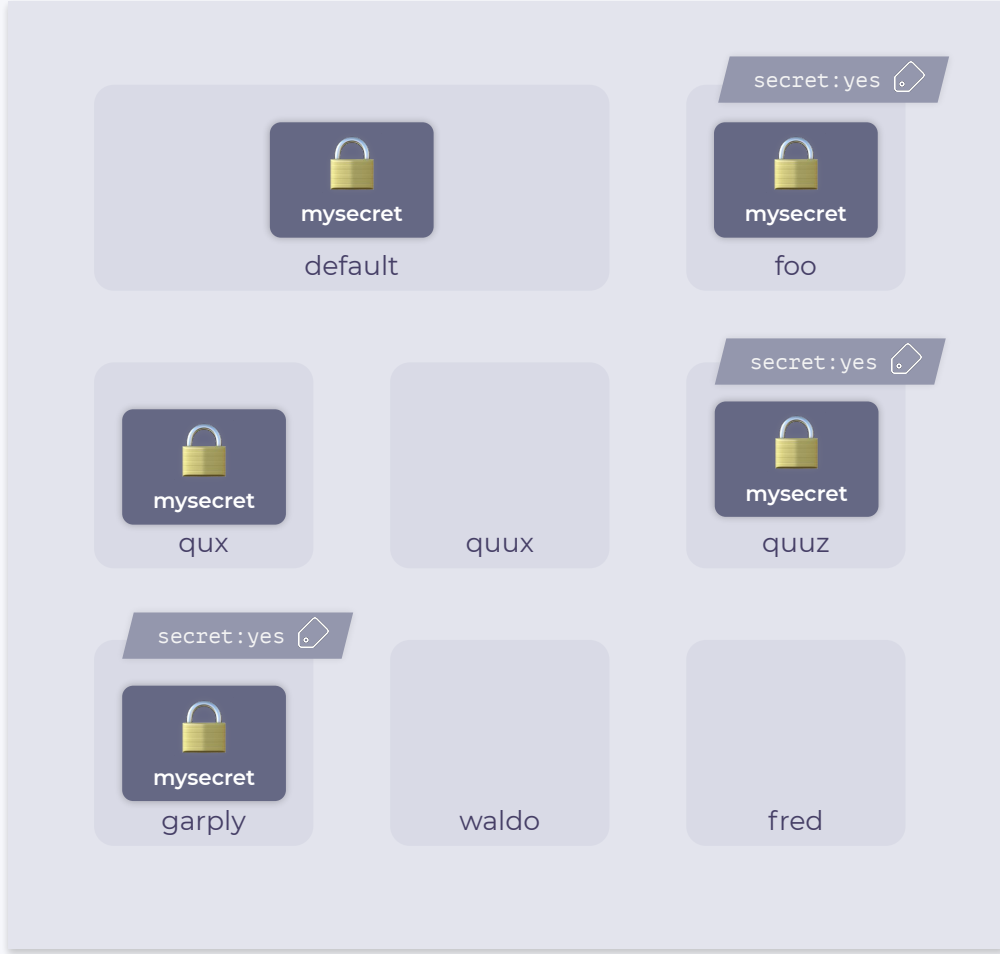 secret:yes
mysecret
mysecret
default
foo
secret:yes
mysecret
mysecret
qux
quux
quuz
secret:yes
mysecret
garply
waldo
fred